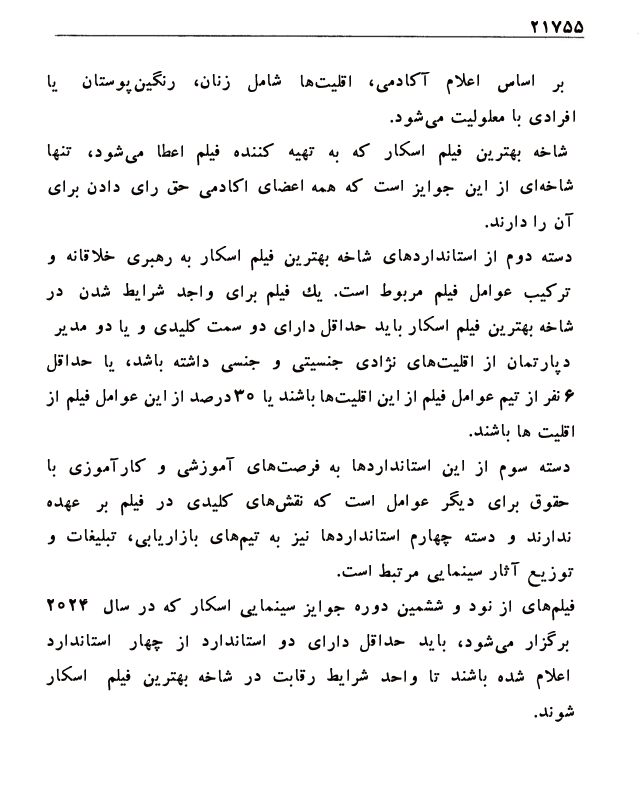 ۲۱۷۵۵
بر اساس اعلام آکادمی، اقلیت‌ها شامل زنان، رنگین‌پوستان یا
افرادی با معلولیت می‌شود.
شاخه بهترین فیلم اسکار که به تهیه کننده فیلم اعطا می‌شود، تنها
شاخه‌ای از این جوایز است که همه اعضای اکادمی حق رای دادن برای
آن را دارند.
دسته دوم از استانداردهای شاخه بهترین فیلم اسکار به رهبری خلاقانه و
ترکیب عوامل فیلم مربوط است. یك فیلم برای واجد شرایط شدن در
شاخه بهترین فیلم اسکار باید حداقل دارای دو سمت کلیدی و یا دو مدیر
دپارتمان از اقلیت‌های نژادی جنسیتی و جنسی داشته باشد، یا حداقل
۶ نفر از تیم عوامل فیلم از این اقلیت‌ها باشند یا ۳۰ درصد از این عوامل فیلم از
اقلیت ها باشند.
دسته سوم از این استانداردها به فرصت‌های آموزشی و کارآموزی با
حقوق برای دیگر عوامل است که نقش‌های کلیدی در فیلم بر عهده
ندارند و دسته چهارم استانداردها نیز به تیم‌های بازاریابی، تبلیغات و
توزیع آثار سینمایی مرتبط است.
فیلم‌های از نود و ششمین دوره جوایز سینمایی اسکار که در سال ۲۰۲۴
برگزار می‌شود، باید حداقل دارای دو استاندارد از چهار استاندارد
اعلام شده باشند تا واحد شرایط رقابت در شاخه بهترین فیلم اسکار
شوند.